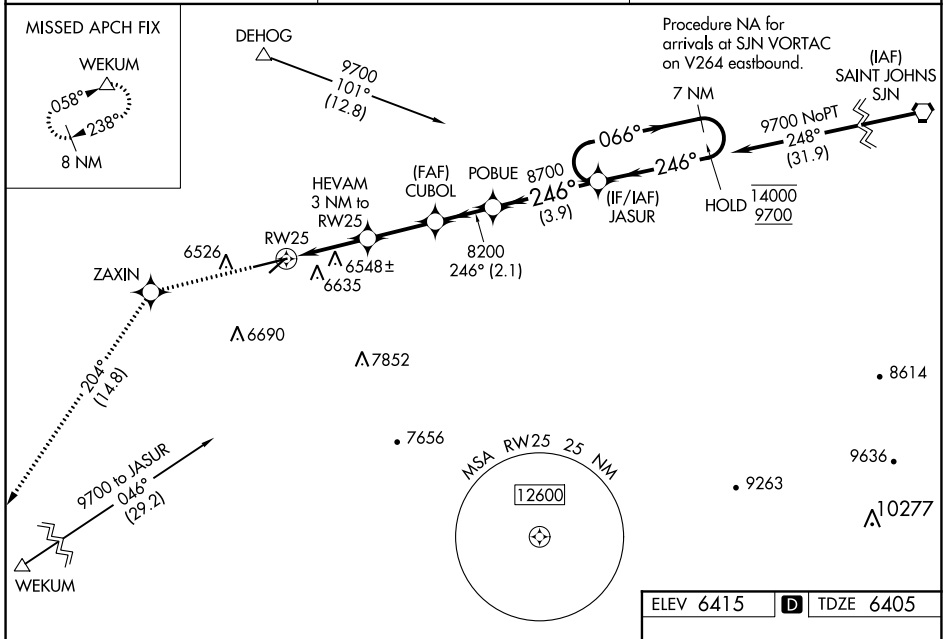 MISSED APCH FIX
WEKUM
058°
238°
8 NM
DEHOG
9700
101°
(12.8)
Procedure NA for
arrivals at SJN VORTAC
on V264 eastbound.
(IAF)
SAINT JOHNS
SJN
7 NM
9700 NoPT
248°
(31.9)
066°
246°
HOLD
14000
9700
(IF/IAF)
JASUR
8700
246°
(3.9)
POBUE
8200
246° (2.1)
(FAF)
CUBOL
HEVAM
3 NM to
RW25
RW25
6526
6548±
6635
ZAXIN
6690
7852
7656
8614
9636
9263
10277
204°
(14.8)
9700 to JASUR
046°
(29.2)
WEKUM
MSA RW25 25 NM
12600
ELEV 6415 D TDZE 6405